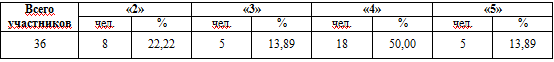 Всего участников «2» «3» «4» «5»
чел. % чел. % чел. % чел. %
36 8 22,22 5 13,89 18 50,00 5 13,89